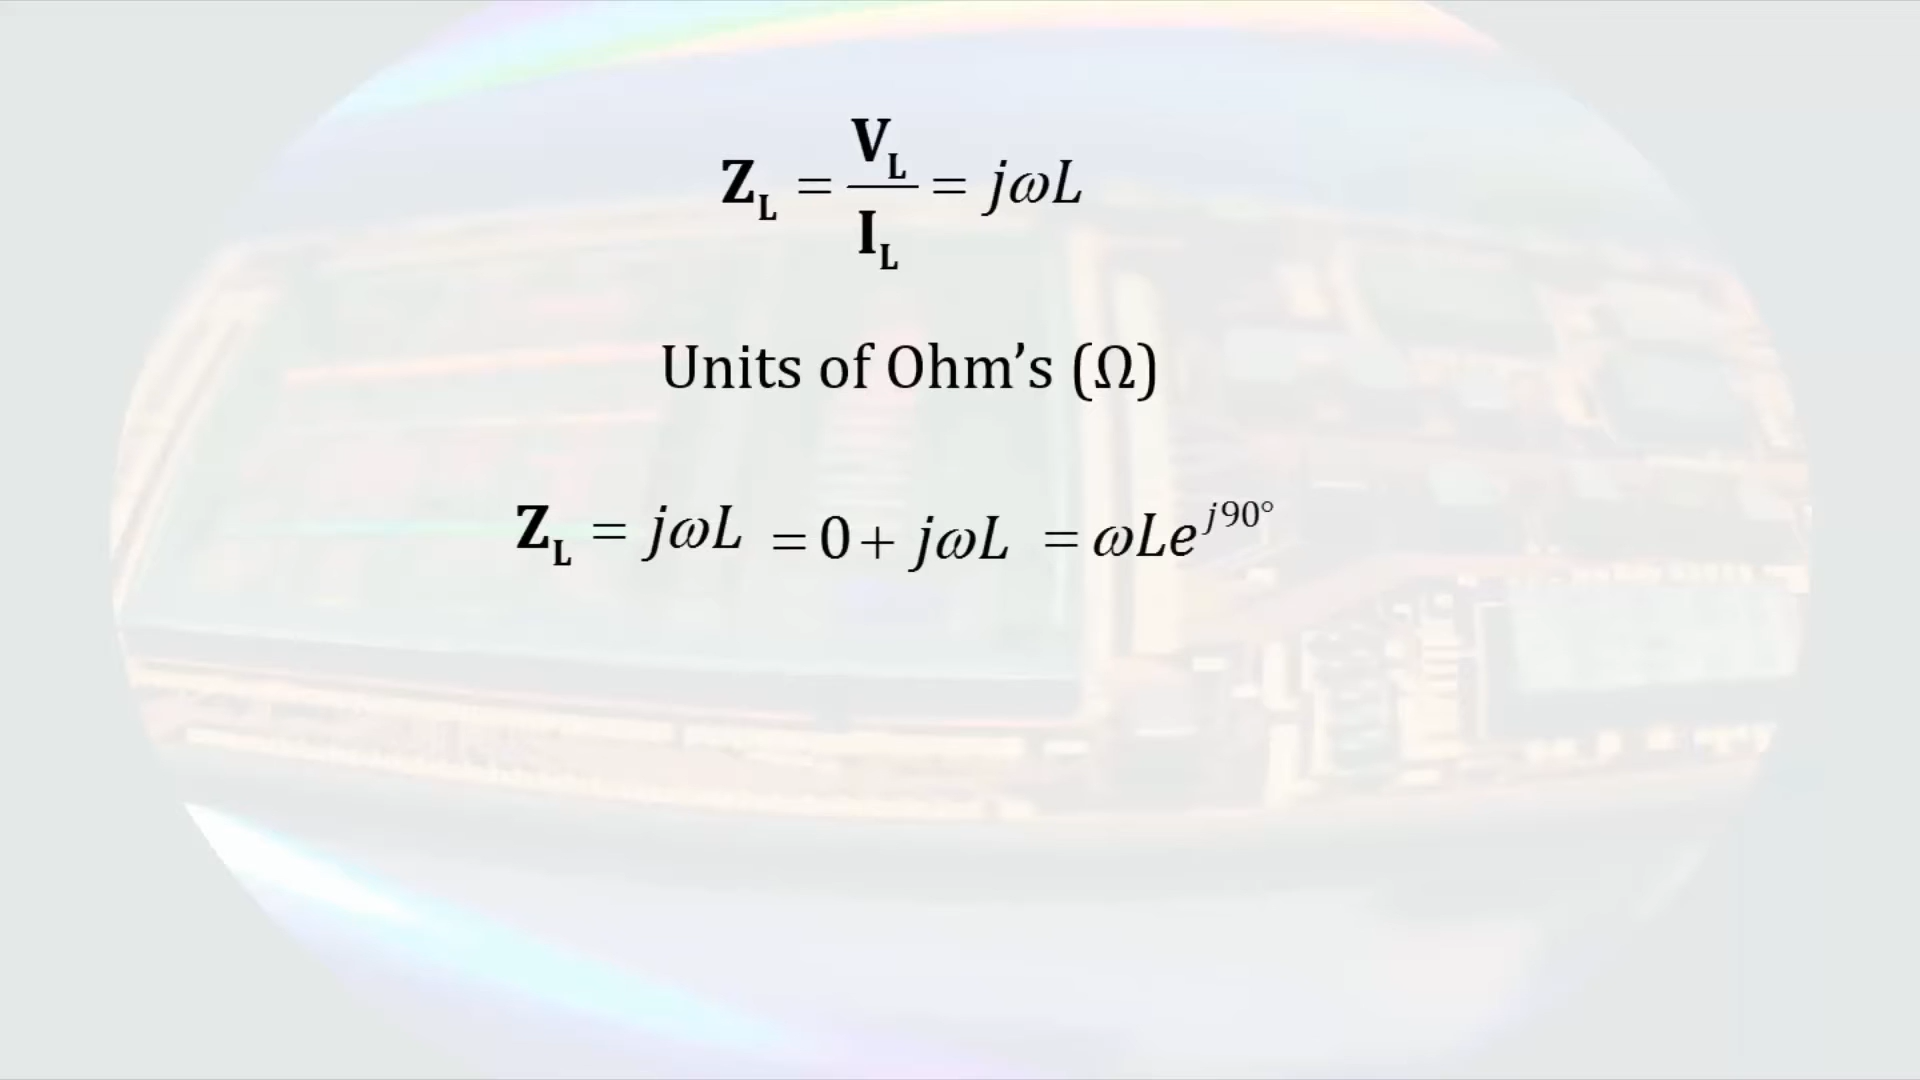 Z_L = V_L / I_L = jωL
Units of Ohm’s (Ω)
Z_L = jωL = 0 + jωL = ωLe^{j90°}